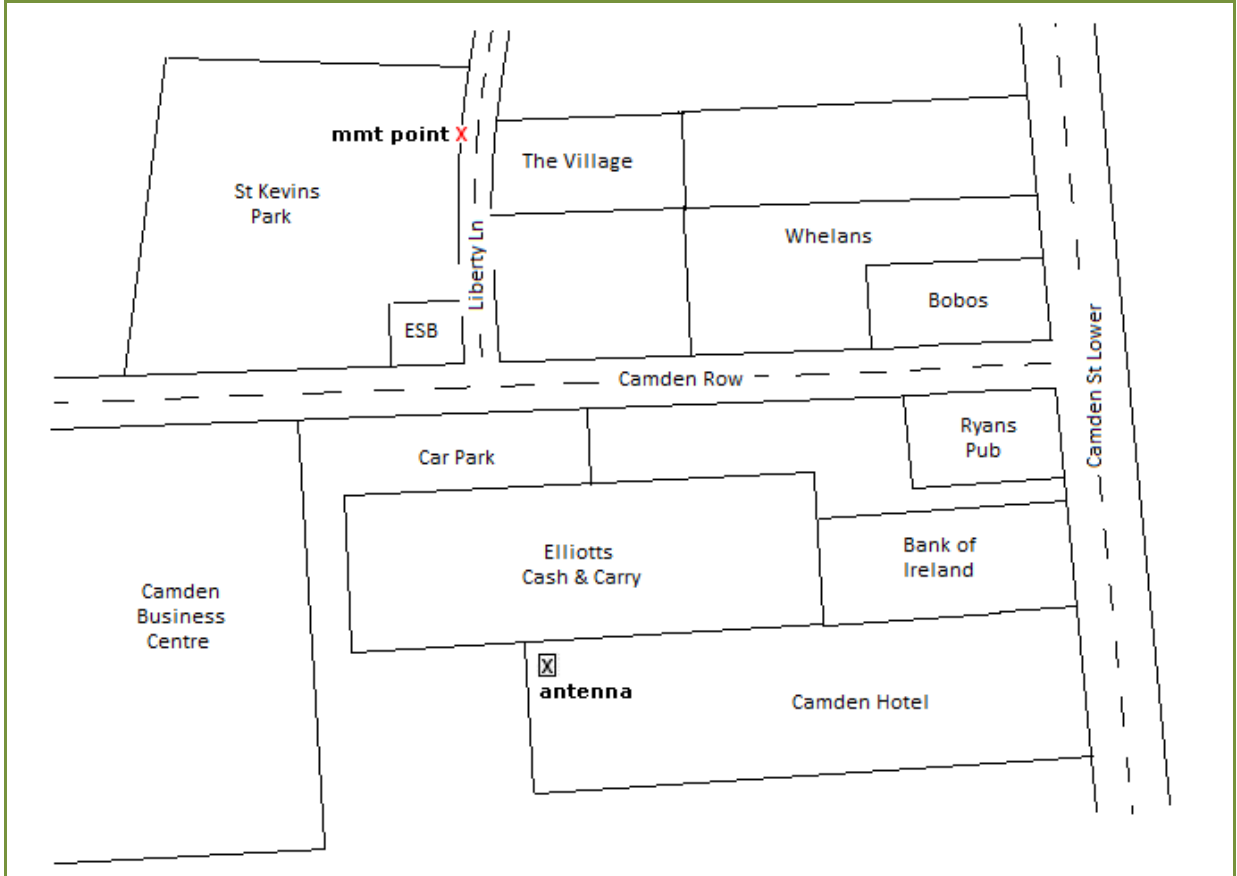 mmt point X
The Village
St Kevins
Park
Whelans
Liberty Ln
Bobos
ESB
Camden St Lower
Camden Row
Ryans
Pub
Car Park
Elliotts
Cash & Carry
Bank of
Ireland
Camden
Business
Centre
X
antenna
Camden Hotel